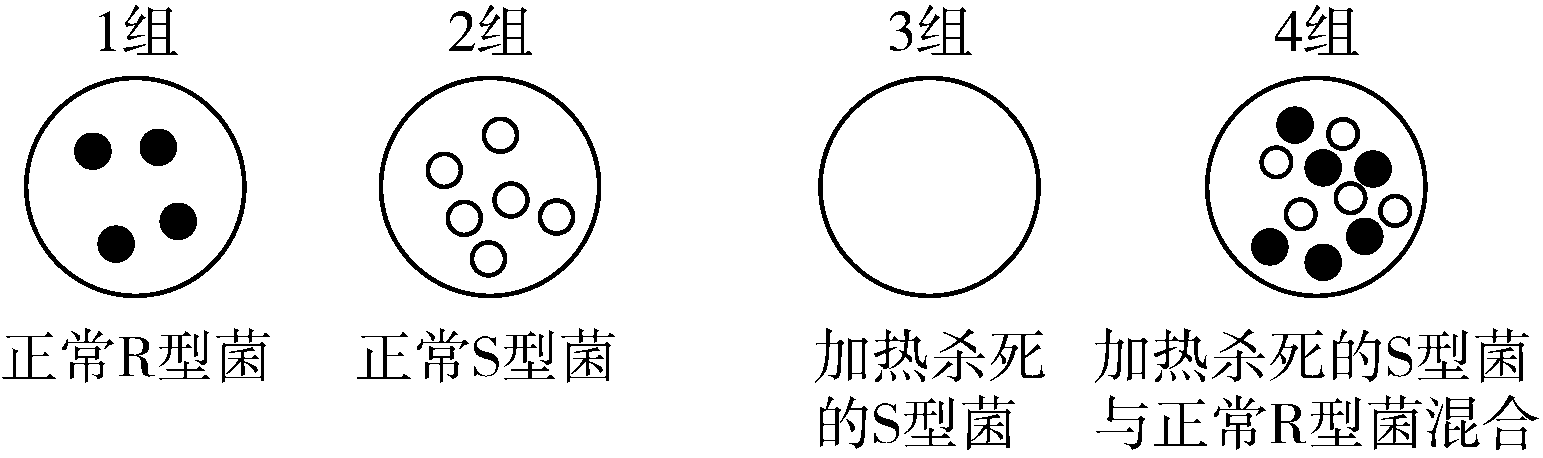 1组
2组
3组
4组
正常R型菌
正常S型菌
加热杀死
的S型菌
加热杀死的S型菌
与正常R型菌混合